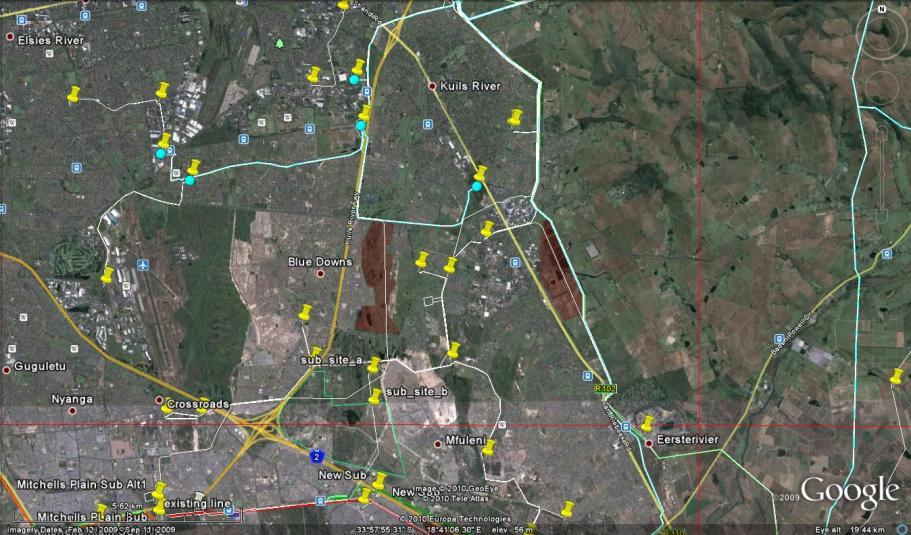 N
Elsies River
Kuils River
Blue Downs
sub_site_a
Guguletu
Nyanga
Crossroads
sub_site_b
R102
Mfuleni
Eersterivier
2
New Sub
Mitchells Plain Sub Alt1
existing line
5.62 km
Mitchells Plain Sub
Image © 2010 GeoEye
© 2010 Tele Atlas
© 2010 Europa Technologies
©2009 Google
Imagery Dates: Feb 12, 2009 - Sep 11, 2009
33°57'55.31" S 18°41'06.30" E elev 56 m
Eye alt 19.44 km